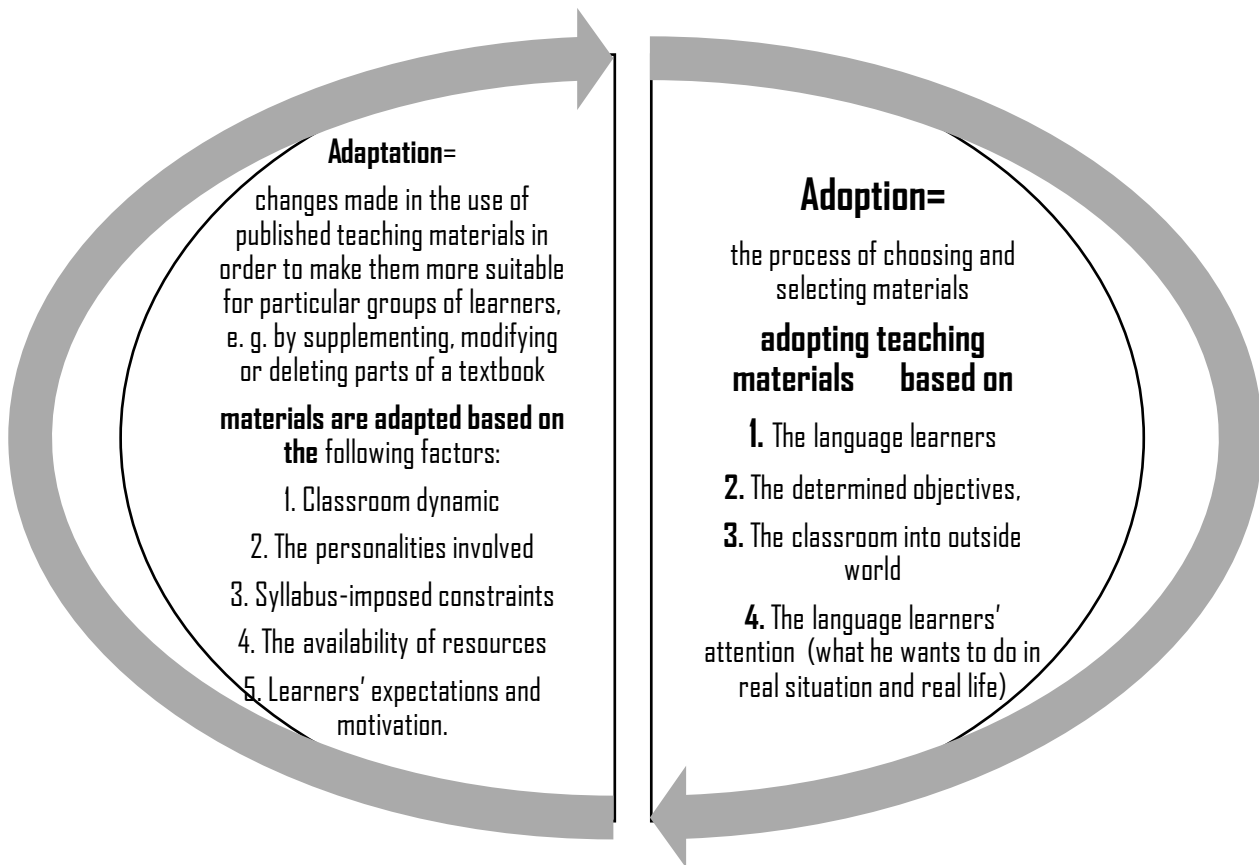 Adaptation=
changes made in the use of
published teaching materials in
order to make them more suitable
for particular groups of learners,
e. g. by supplementing, modifying
or deleting parts of a textbook
materials are adapted based on
the following factors:
1. Classroom dynamic
2. The personalities involved
3. Syllabus-imposed constraints
4. The availability of resources
5. Learners’ expectations and
motivation.
Adoption=
the process of choosing and
selecting materials
adopting teaching
materials based on
1. The language learners
2. The determined objectives,
3. The classroom into outside
world
4. The language learners’
attention (what he wants to do in
real situation and real life)